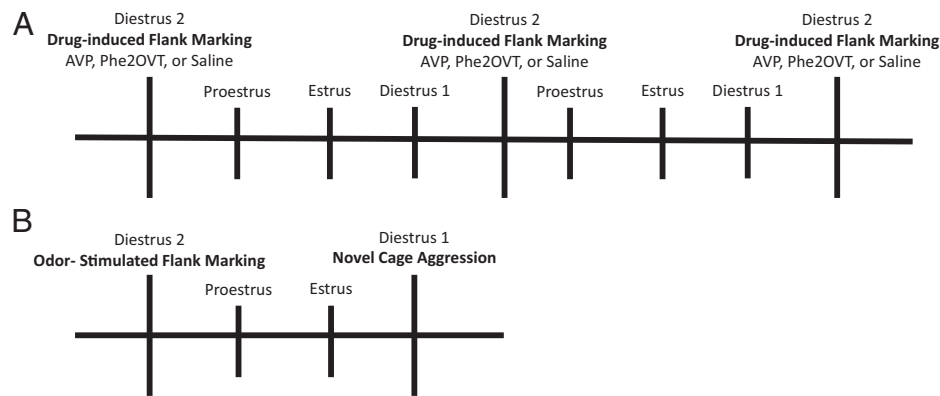 A
Diestrus 2
Drug-induced Flank Marking
AVP, Phe2OVT, or Saline
Diestrus 2
Drug-induced Flank Marking
AVP, Phe2OVT, or Saline
Diestrus 2
Drug-induced Flank Marking
AVP, Phe2OVT, or Saline
Proestrus
Estrus
Diestrus 1
Proestrus
Estrus
Diestrus 1
B
Diestrus 2
Odor- Stimulated Flank Marking
Diestrus 1
Novel Cage Aggression
Proestrus
Estrus